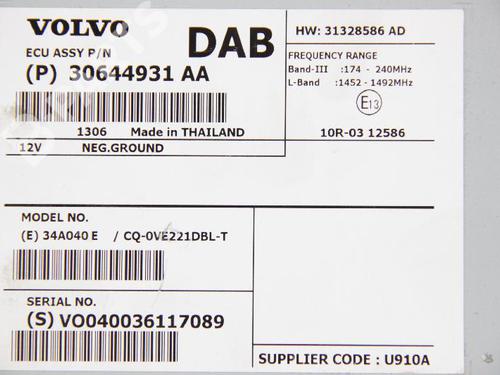 VOLVO DAB
ECU ASSY P/N
(P) 30644931 AA
1306 Made in THAILAND
12V NEG.GROUND
HW: 31328586 AD
FREQUENCY RANGE
Band-III :174 - 240MHz
L-Band :1452 - 1492MHz
E13
10R-03 12586
MODEL NO.
(E) 34A040 E / CQ-0VE221DBL-T
SERIAL NO.
(S) VO040036117089
SUPPLIER CODE : U910A